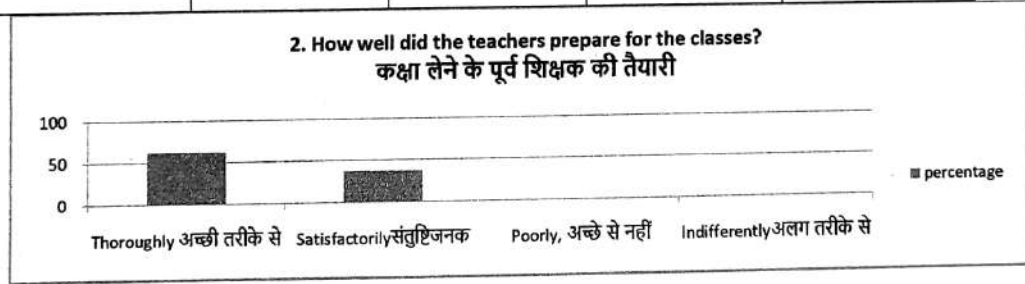 2. How well did the teachers prepare for the classes?
कक्षा लेने के पूर्व शिक्षक की तैयारी
100
50
0
percentage
Thoroughly अच्छी तरीके से Satisfactorilyसंतुष्टिजनक Poorly, अच्छे से नहीं Indifferentlyअलग तरीके से